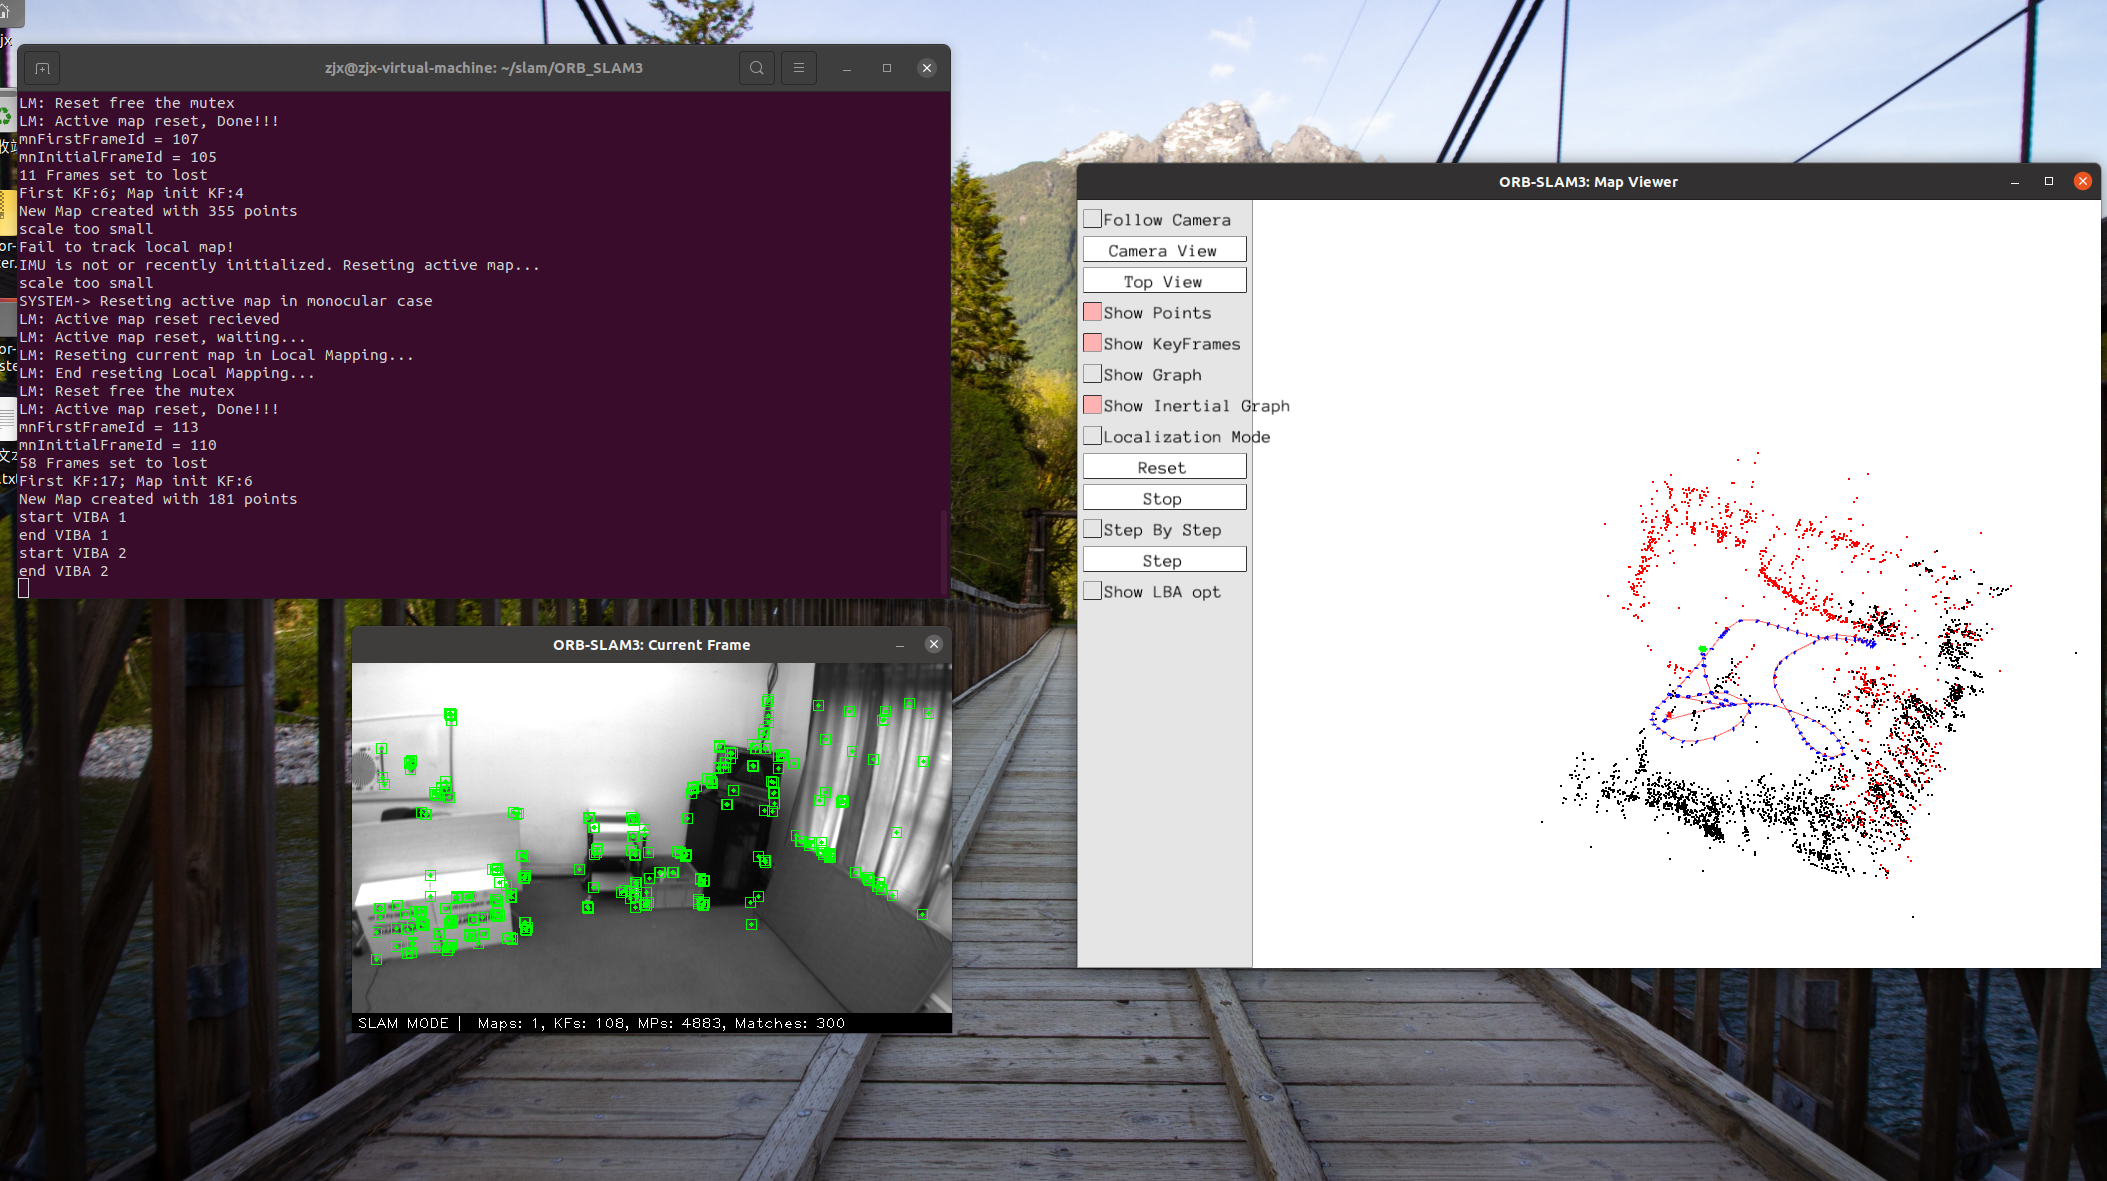 jx
zjx@zjx-virtual-machine: ~/slam/ORB_SLAM3
LM: Reset free the mutex
LM: Active map reset, Done!!!
mnFirstFrameId = 107
mnInitialFrameId = 105
11 Frames set to lost
First KF:6; Map init KF:4
New Map created with 355 points
scale too small
Fail to track local map!
IMU is not or recently initialized. Reseting active map...
scale too small
SYSTEM-> Reseting active map in monocular case
LM: Active map reset recieved
LM: Active map reset, waiting...
LM: Reseting current map in Local Mapping...
LM: End reseting Local Mapping...
LM: Reset free the mutex
LM: Active map reset, Done!!!
mnFirstFrameId = 113
mnInitialFrameId = 110
58 Frames set to lost
First KF:17; Map init KF:6
New Map created with 181 points
start VIBA 1
end VIBA 1
start VIBA 2
end VIBA 2
ORB-SLAM3: Current Frame
SLAM MODE | Maps: 1, KFs: 108, MPs: 4883, Matches: 300
ORB-SLAM3: Map Viewer
Follow Camera
Camera View
Top View
Show Points
Show KeyFrames
Show Graph
Show Inertial Graph
Localization Mode
Reset
Stop
Step By Step
Step
Show LBA opt